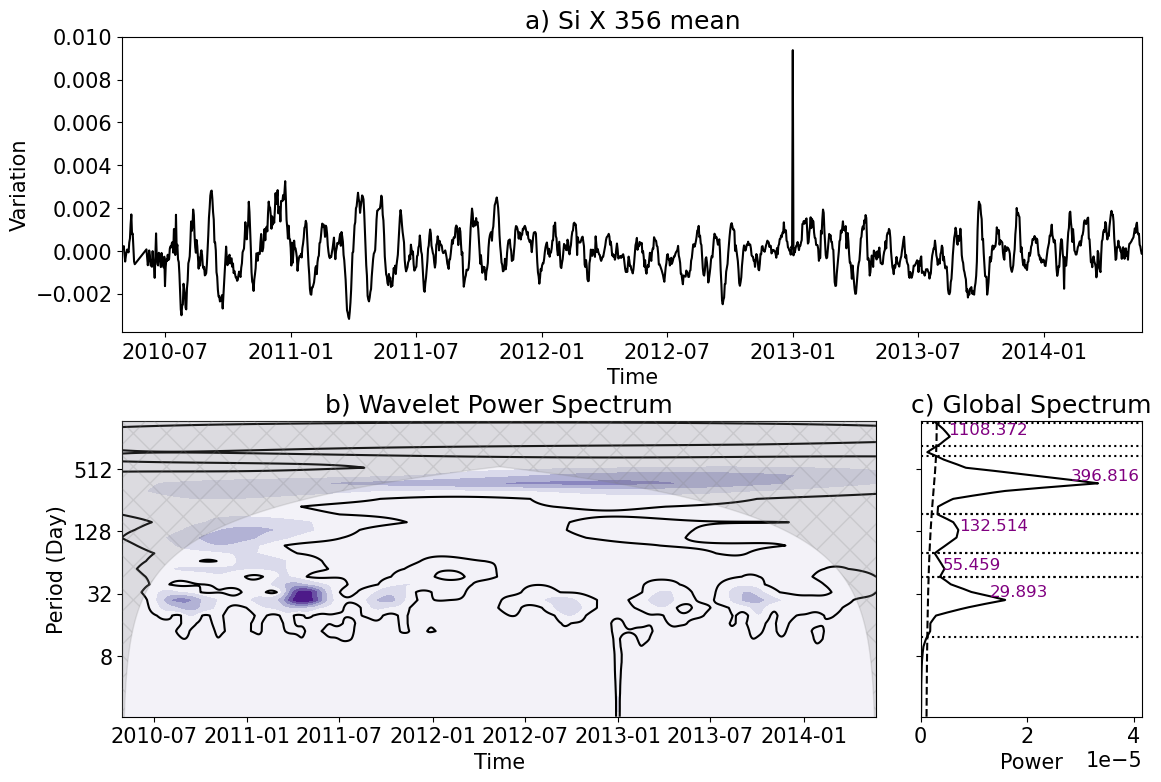 a) Si X 356 mean
0.010
0.008
0.006
0.004
0.002
0.000
−0.002
Variation
2010-07 2011-01 2011-07 2012-01 2012-07 2013-01 2013-07 2014-01
Time
b) Wavelet Power Spectrum
512
128
32
8
Period (Day)
2010-07 2011-01 2011-07 2012-01 2012-07 2013-01 2013-07 2014-01
Time
c) Global Spectrum
1108.372
396.816
132.514
55.459
29.893
0 2 4
Power 1e−5